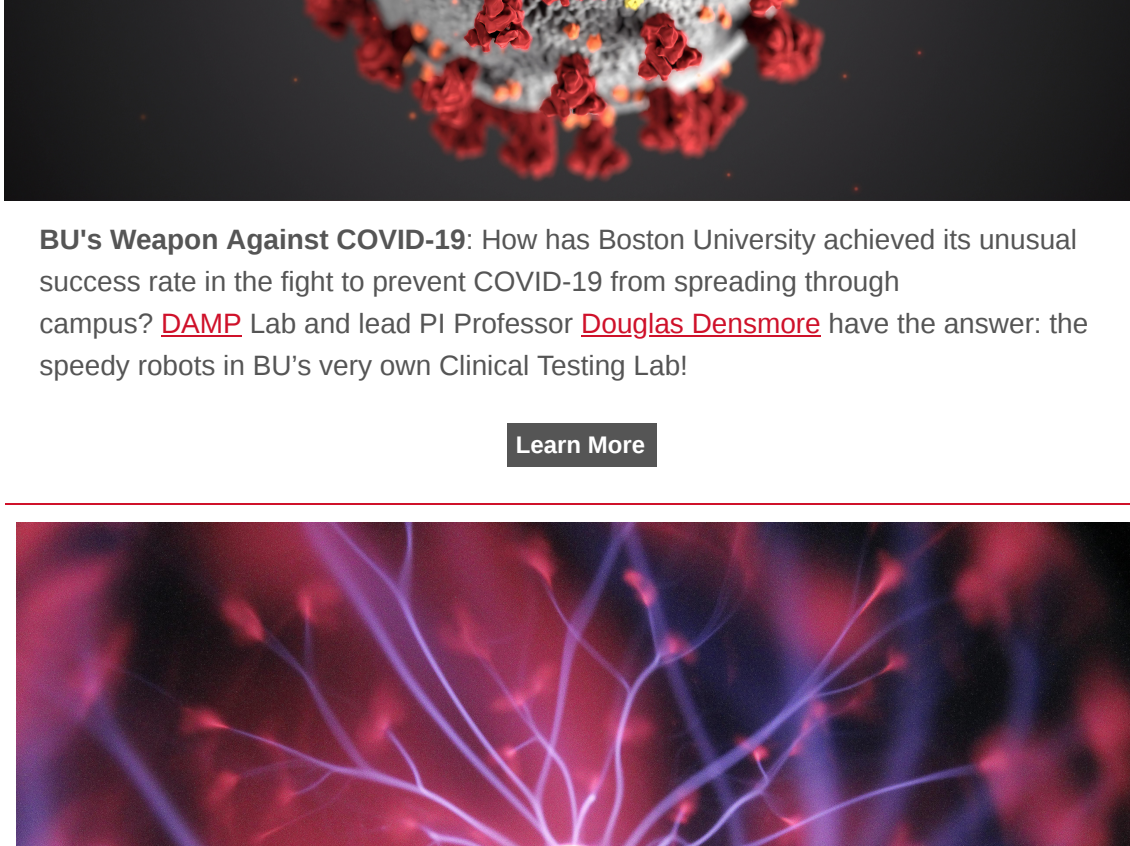 BU's Weapon Against COVID-19: How has Boston University achieved its unusual
success rate in the fight to prevent COVID-19 from spreading through
campus? DAMP Lab and lead PI Professor Douglas Densmore have the answer: the
speedy robots in BU’s very own Clinical Testing Lab!
Learn More